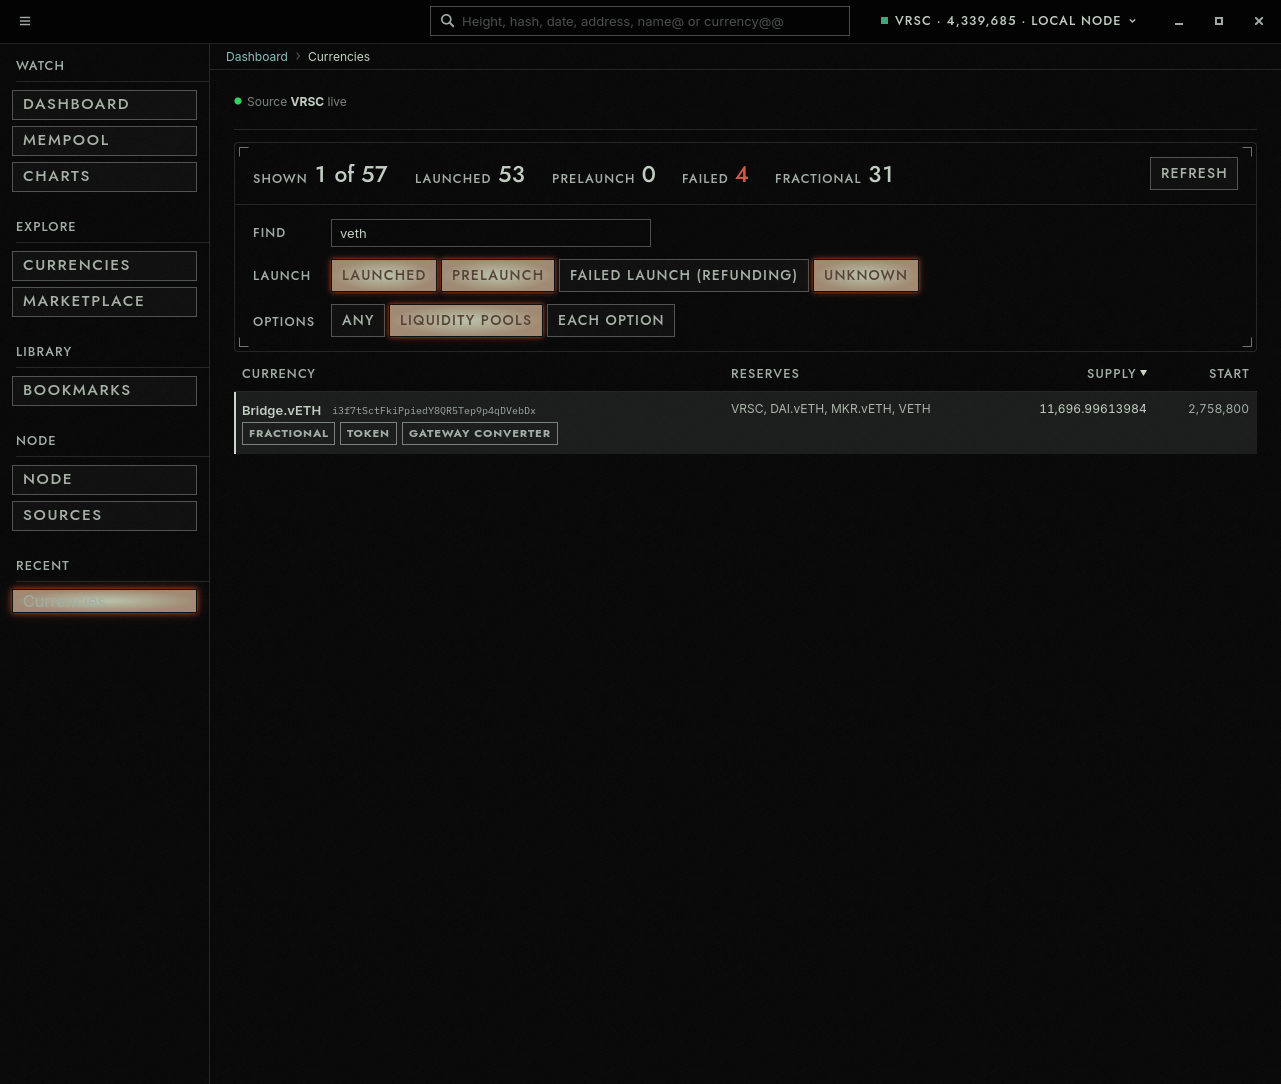 Height, hash, date, address, name@ or currency@@
VRSC · 4,339,685 · LOCAL NODE
Dashboard > Currencies
WATCH
DASHBOARD
MEMPOOL
CHARTS
EXPLORE
CURRENCIES
MARKETPLACE
LIBRARY
BOOKMARKS
NODE
NODE
SOURCES
RECENT
Currencies
Source VRSC live
SHOWN 1 of 57 LAUNCHED 53 PRELAUNCH 0 FAILED 4 FRACTIONAL 31
REFRESH
FIND veth
LAUNCH LAUNCHED PRELAUNCH FAILED LAUNCH (REFUNDING) UNKNOWN
OPTIONS ANY LIQUIDITY POOLS EACH OPTION
CURRENCY RESERVES SUPPLY START
Bridge.vETH i3f7tSctFkiPpiedY8QR5Tep9p4qDVebDx VRSC, DAI.vETH, MKR.vETH, VETH 11,696.99613984 2,758,800
FRACTIONAL TOKEN GATEWAY CONVERTER